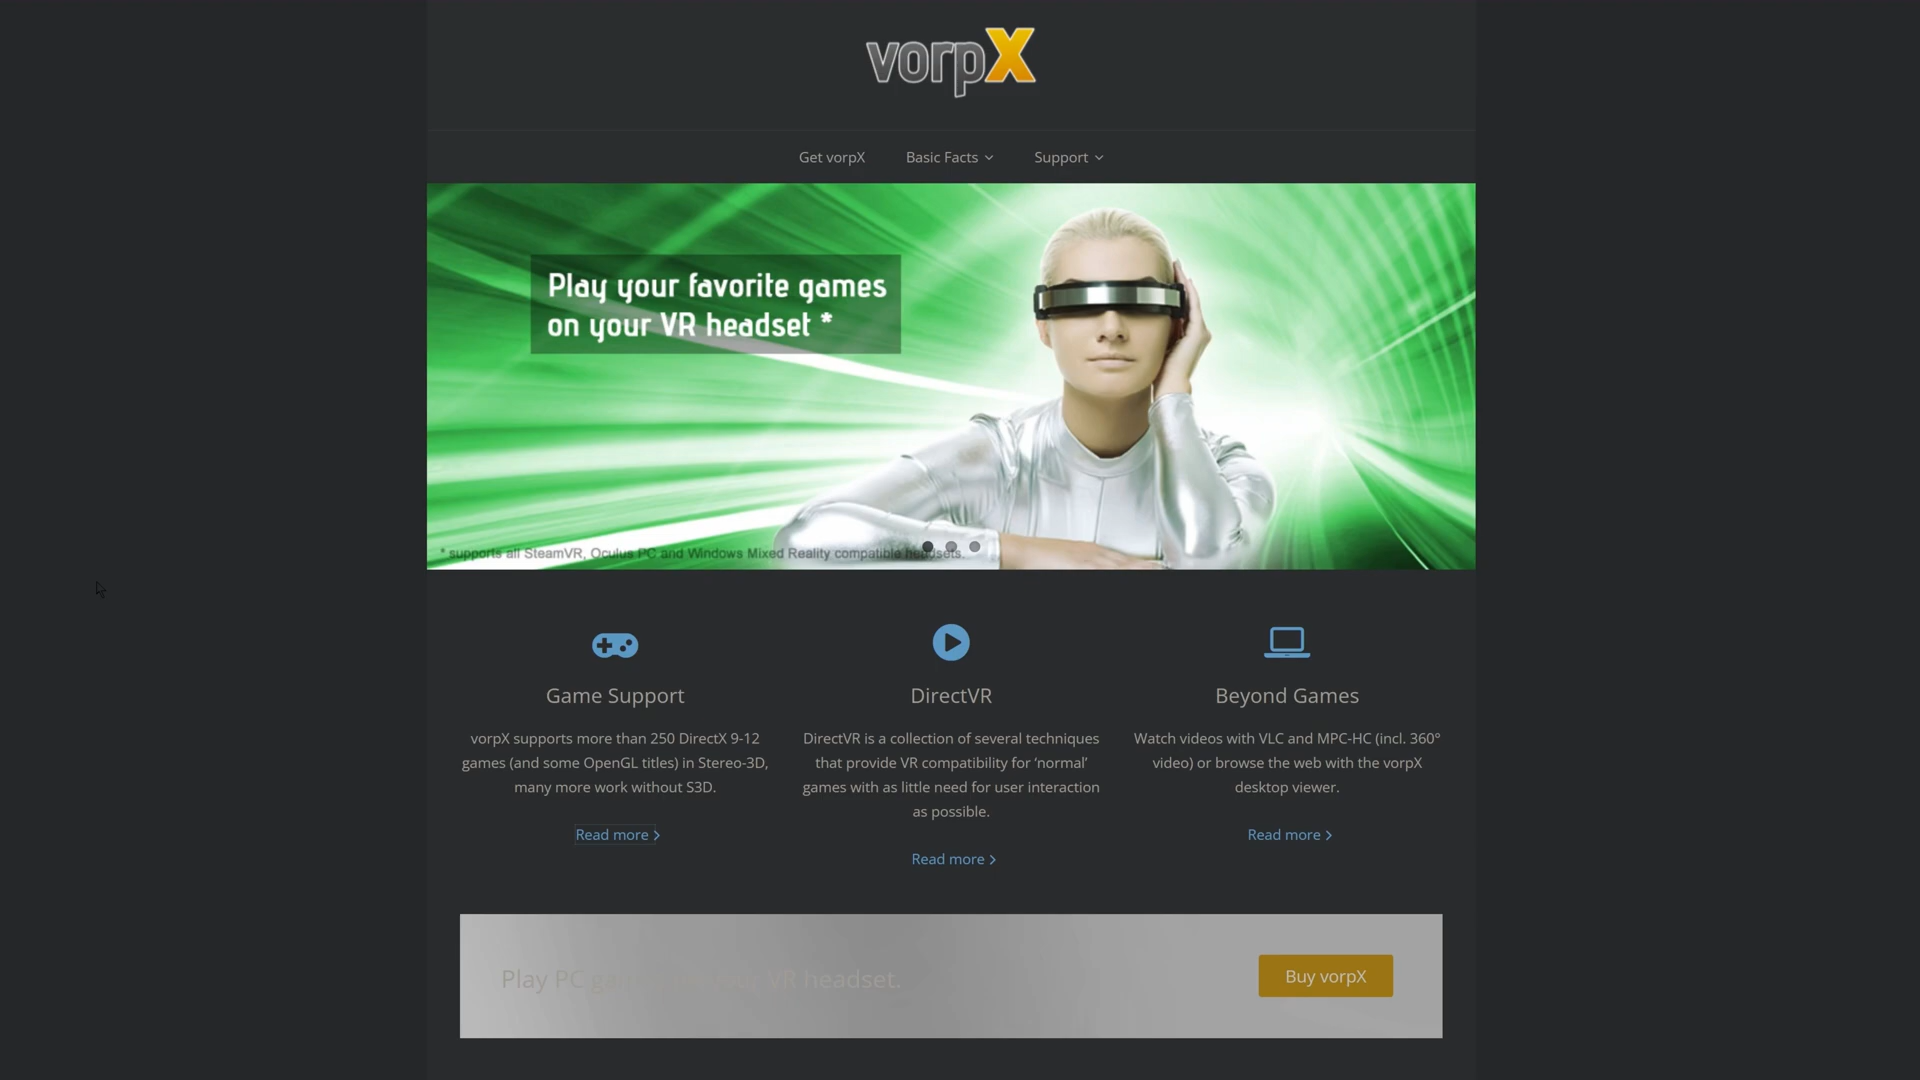 vorpX
Get vorpX
Basic Facts
Support
Play your favorite games
on your VR headset *
* supports all SteamVR, Oculus PC and Windows Mixed Reality compatible headsets.
Game Support
vorpX supports more than 250 DirectX 9-12
games (and some OpenGL titles) in Stereo-3D,
many more work without S3D.
Read more
DirectVR
DirectVR is a collection of several techniques
that provide VR compatibility for ‘normal’
games with as little need for user interaction
as possible.
Read more
Beyond Games
Watch videos with VLC and MPC-HC (incl. 360°
video) or browse the web with the vorpX
desktop viewer.
Read more
Play PC games VR headset.
Buy vorpX